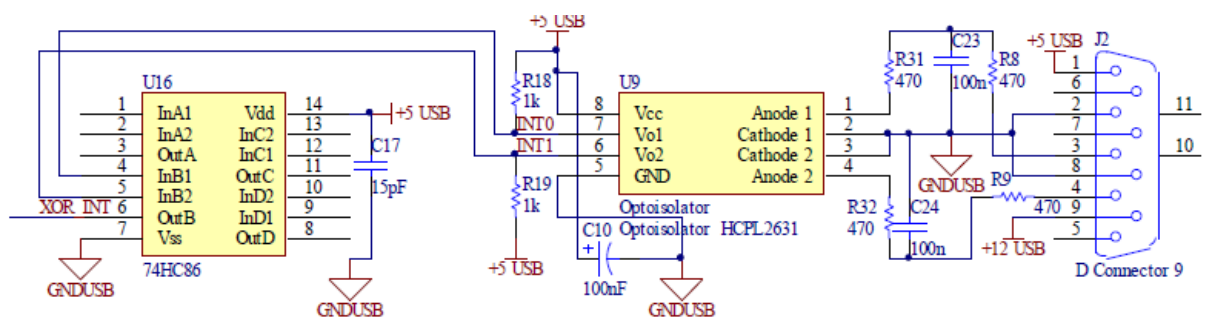 +5 USB
U16
1 InA1 Vdd 14
2 InA2 InC2 13
3 OutA InC1 12
4 InB1 OutC 11
5 InB2 InD2 10
6 OutB InD1 9
7 Vss OutD 8
74HC86
XOR INT
GNDUSB
+5 USB
C17
15pF
GNDUSB
R18
1k
INT0
INT1
R19
1k
+5 USB
U9
8 Vcc Anode 1 1
7 Vo1 Cathode 1 2
6 Vo2 Cathode 2 3
5 GND Anode 2 4
Optoisolator
Optoisolator HCPL2631
C10
+
100nF
GNDUSB
R31
470
C23
100n
R8
470
GNDUSB
R32
470
C24
100n
R9
470
+5 USB
J2
1
6
2
7
3
8
4
9
5
11
10
+12 USB
D Connector 9